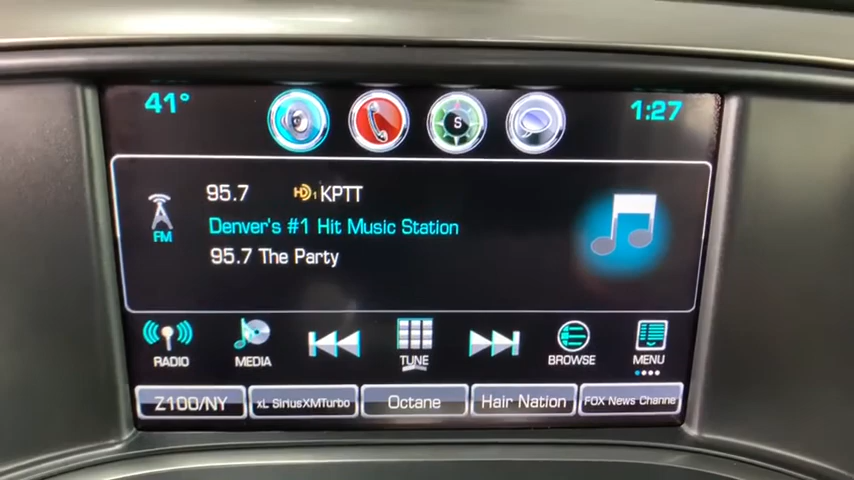 41° 1:27
S
95.7 HD1 KPTT
Denver's #1 Hit Music Station
FM
95.7 The Party
RADIO MEDIA TUNE BROWSE MENU
Z100/NY xL SiriusXMTurbo Octane Hair Nation FOX News Channe